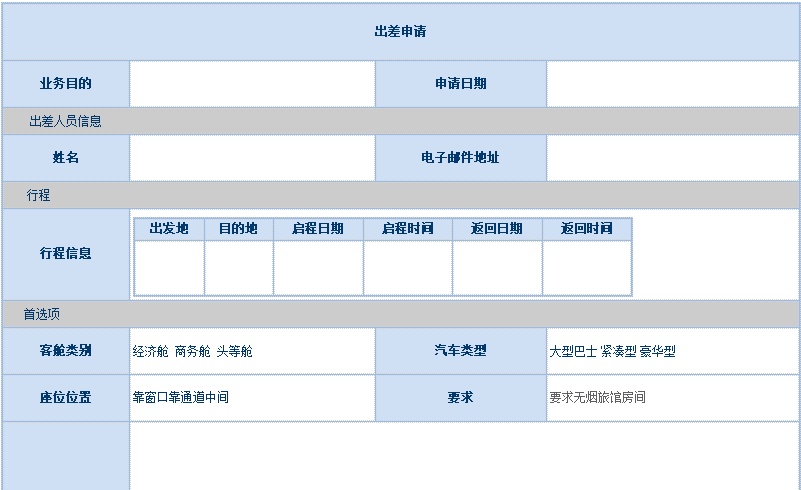 出差申请
业务目的 申请日期
出差人员信息
姓名 电子邮件地址
行程
出发地 目的地 启程日期 启程时间 返回日期 返回时间
行程信息
首选项
客舱类别 经济舱 商务舱 头等舱 汽车类型 大型巴士 紧凑型 豪华型
座位位置 靠窗口靠通道中间 要求 要求无烟旅馆房间